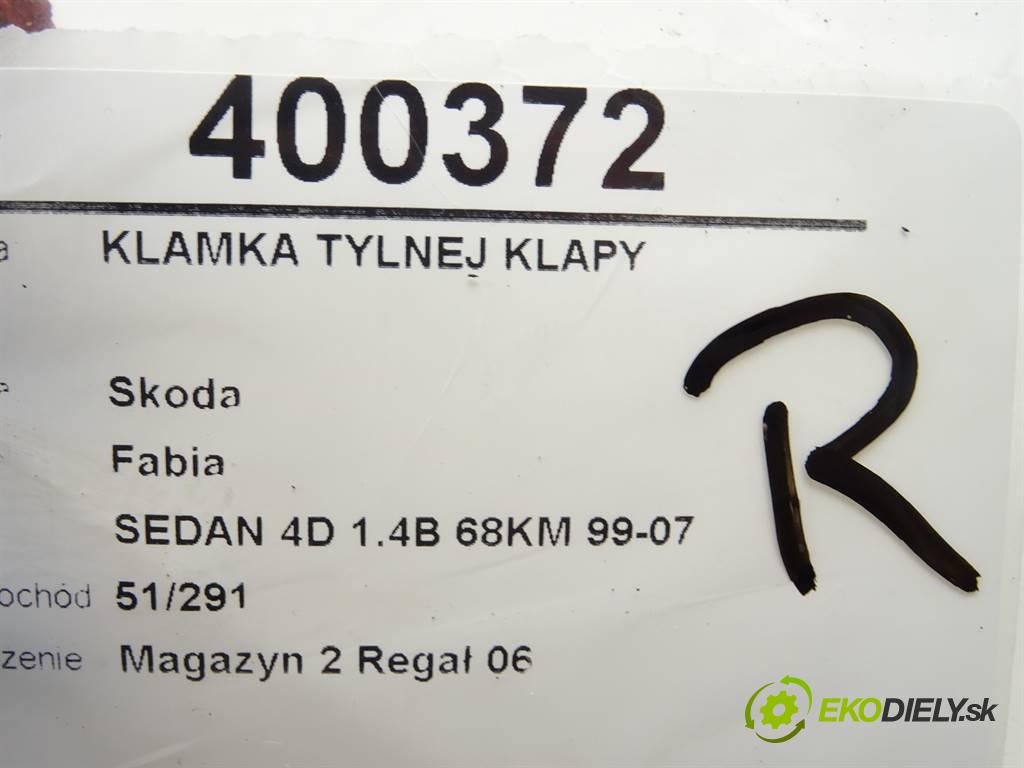 400372
KLAMKA TYLNEJ KLAPY
Skoda
Fabia
SEDAN 4D 1.4B 68KM 99-07
ochód 51/291
zenie Magazyn 2 Regał 06
R
EKODIELY.sk